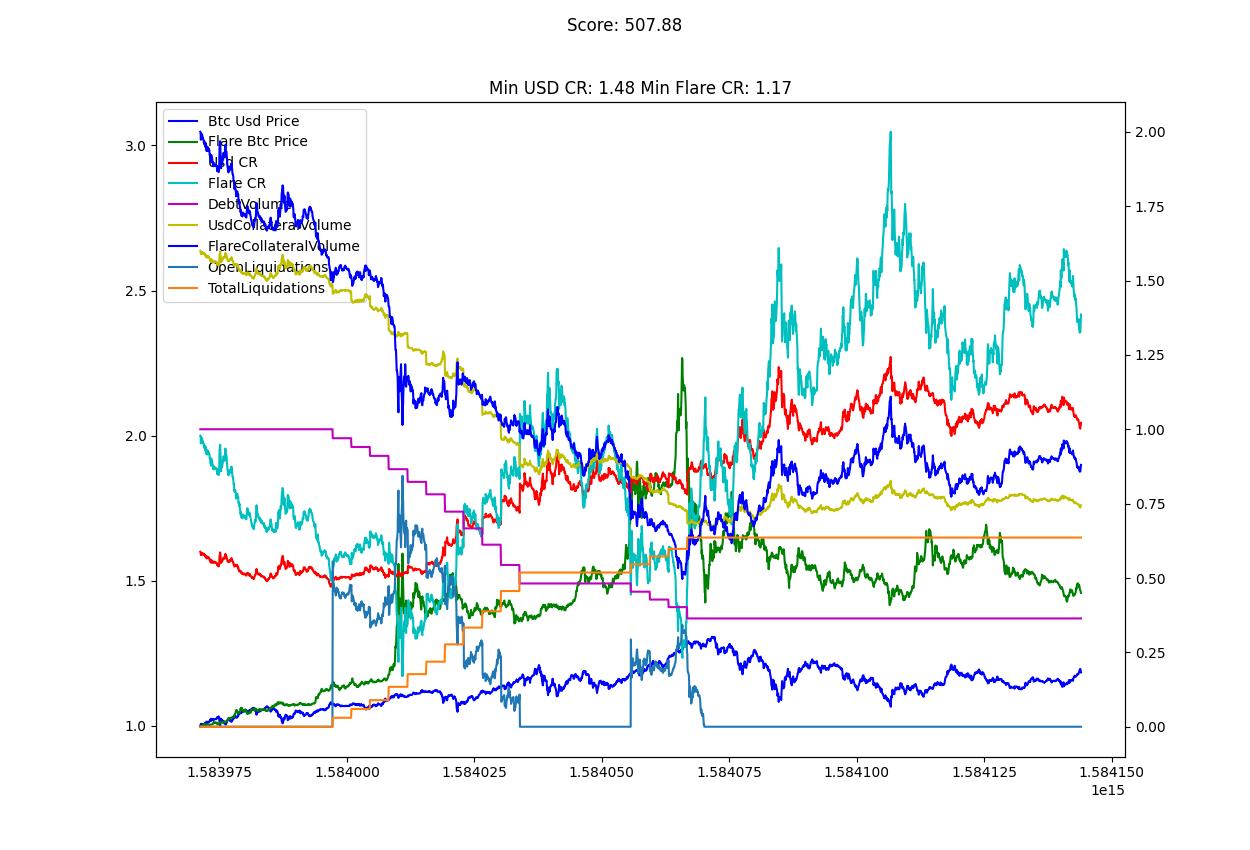 Score: 507.88
Min USD CR: 1.48 Min Flare CR: 1.17
Btc Usd Price
Flare Btc Price
Usd CR
Flare CR
DebtVolume
UsdCollateralVolume
FlareCollateralVolume
OpenLiquidations
TotalLiquidations
3.0
2.5
2.0
1.5
1.0
2.00
1.75
1.50
1.25
1.00
0.75
0.50
0.25
0.00
1.583975 1.584000 1.584025 1.584050 1.584075 1.584100 1.584125 1.584150
1e15